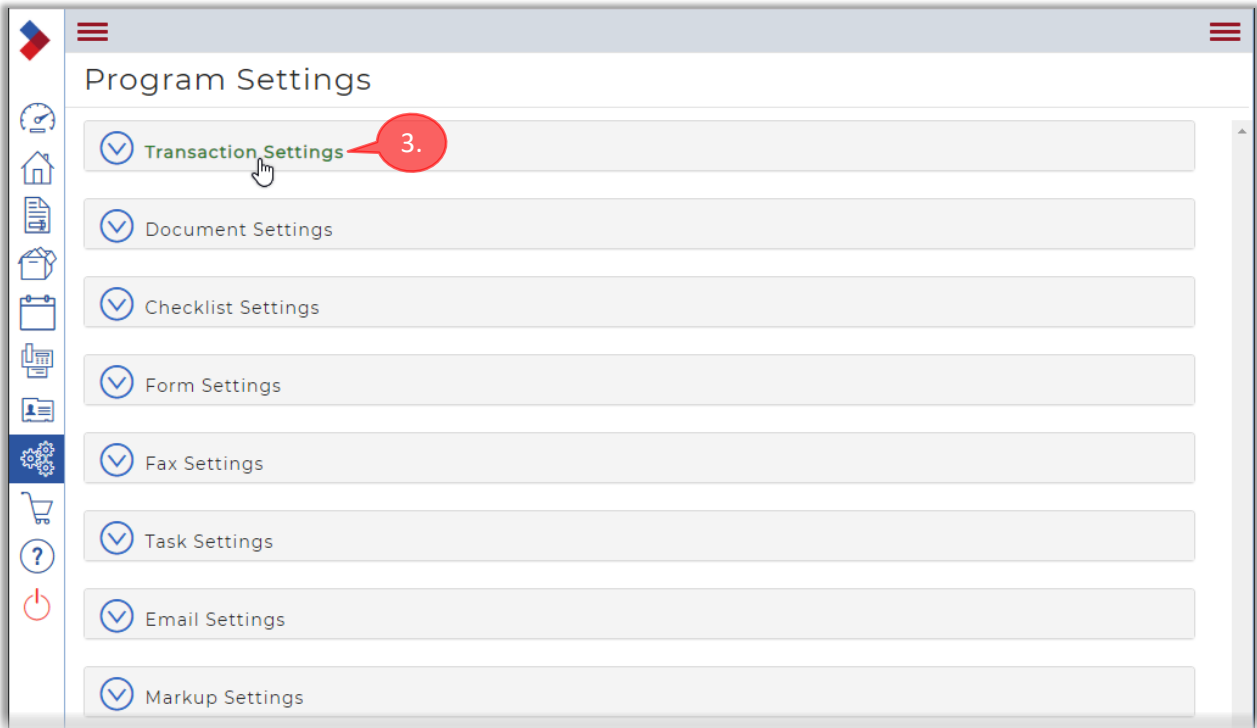 Program Settings
Transaction Settings
3.
Document Settings
Checklist Settings
Form Settings
Fax Settings
Task Settings
?
Email Settings
Markup Settings